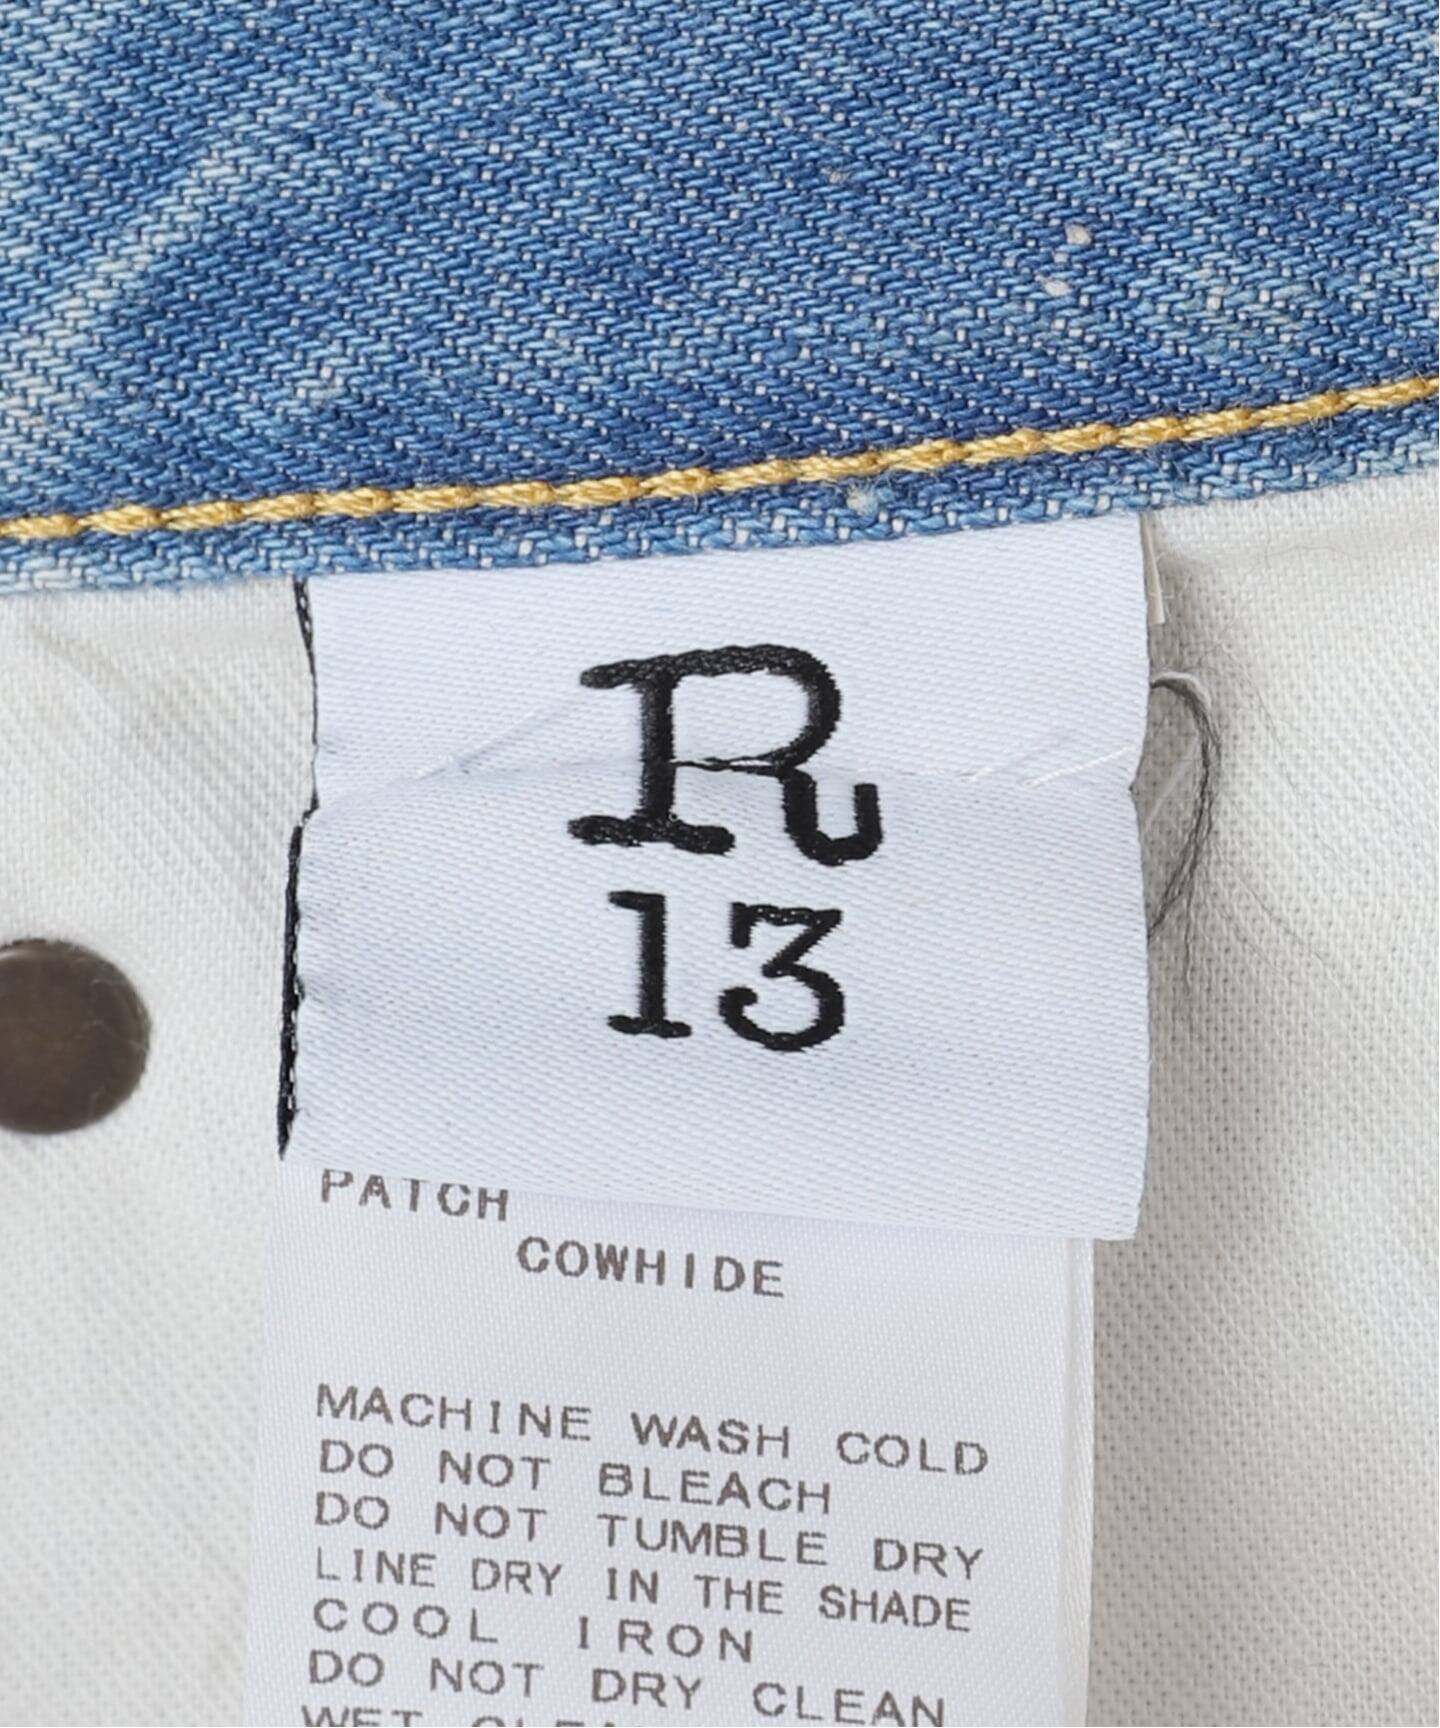 R
13
PATCH
COWHIDE
MACHINE WASH COLD
DO NOT BLEACH
DO NOT TUMBLE DRY
LINE DRY IN THE SHADE
COOL IRON
DO NOT DRY CLEAN
WET